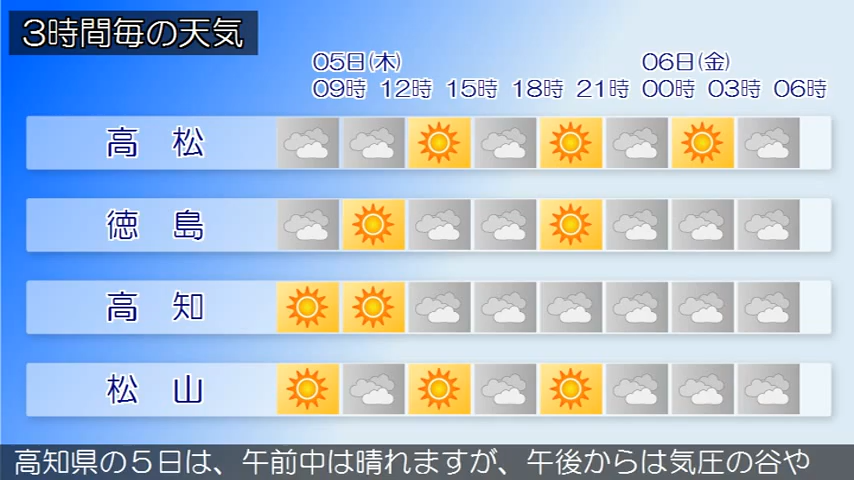 3時間毎の天気
05日(木) 06日(金)
09時 12時 15時 18時 21時 00時 03時 06時
高 松
徳 島
高 知
松 山
高知県の５日は、午前中は晴れますが、午後からは気圧の谷や